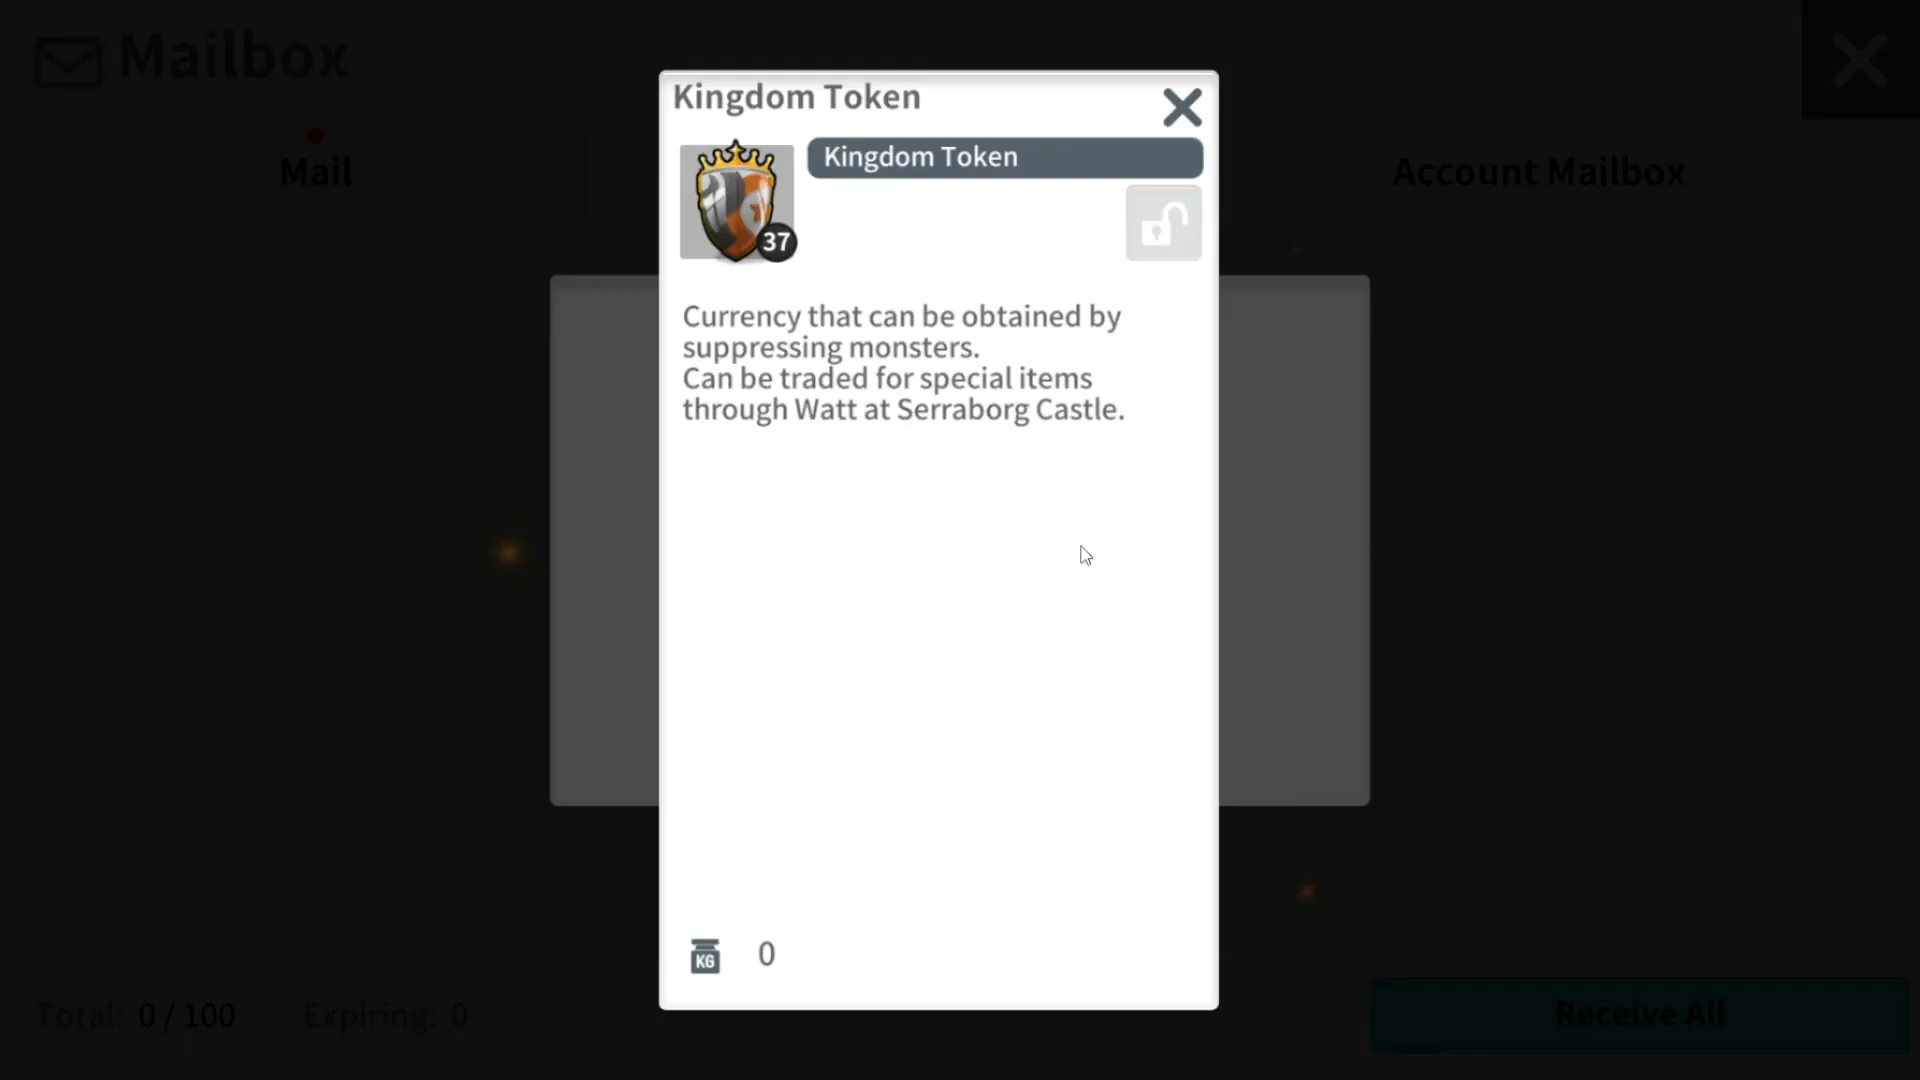 Mailbox
Kingdom Token
Kingdom Token
37
Mail
Account Mailbox
Currency that can be obtained by
suppressing monsters.
Can be traded for special items
through Watt at Serraborg Castle.
KG 0
Total: 0 / 100 Expiring: 0
Receive All